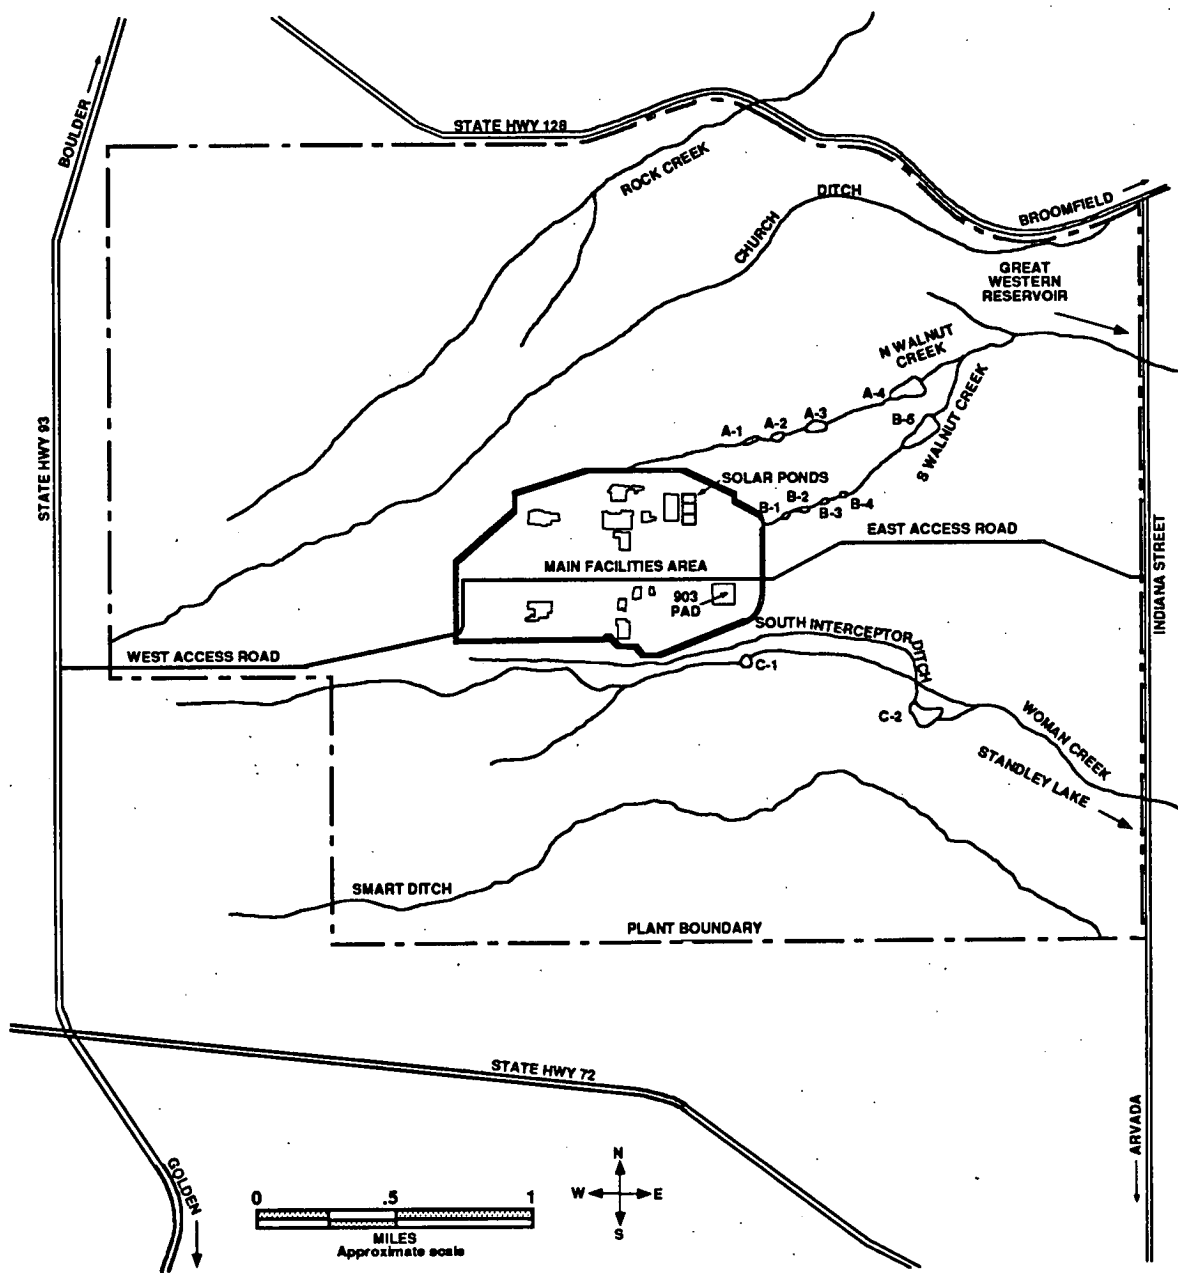 STATE HWY 128
BOULDER
ROCK CREEK
DITCH
CHURCH
BROOMFIELD
GREAT
WESTERN
RESERVOIR
N WALNUT
CREEK
A-4
A-3
A-2
A-1
B-5
S WALNUT CREEK
STATE HWY 93
SOLAR PONDS
B-2
B-1
B-4
B-3
EAST ACCESS ROAD
MAIN FACILITIES AREA
903
PAD
INDIANA STREET
SOUTH INTERCEPTOR
DITCH
WEST ACCESS ROAD
C-1
C-2
WOMAN CREEK
STANDLEY LAKE
SMART DITCH
PLANT BOUNDARY
STATE HWY 72
ARVADA
GOLDEN
N
W E
S
0 .5 1
MILES
Approximate scale